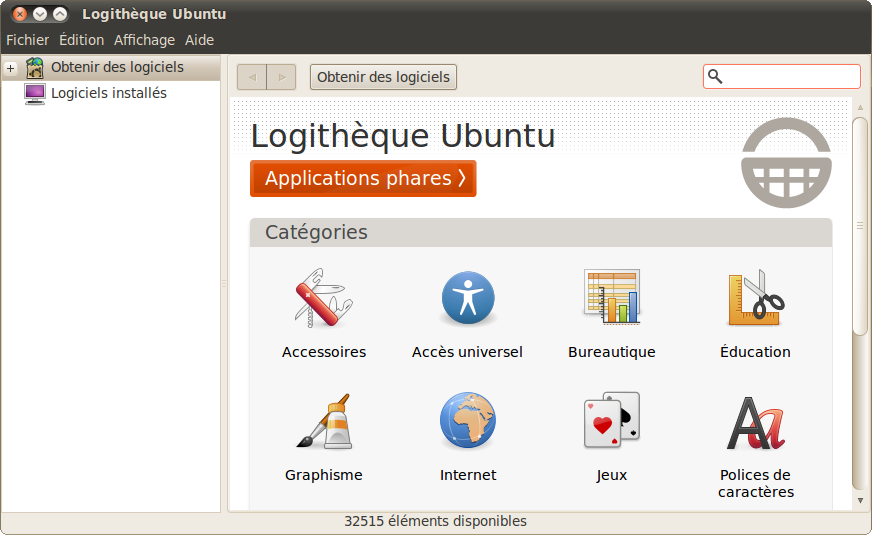 Logithèque Ubuntu
Fichier Édition Affichage Aide
Obtenir des logiciels
Logiciels installés
Obtenir des logiciels
Logithèque Ubuntu
Applications phares
Catégories
Accessoires Accès universel Bureautique Éducation
Graphisme Internet Jeux Polices de
caractères
32515 éléments disponibles